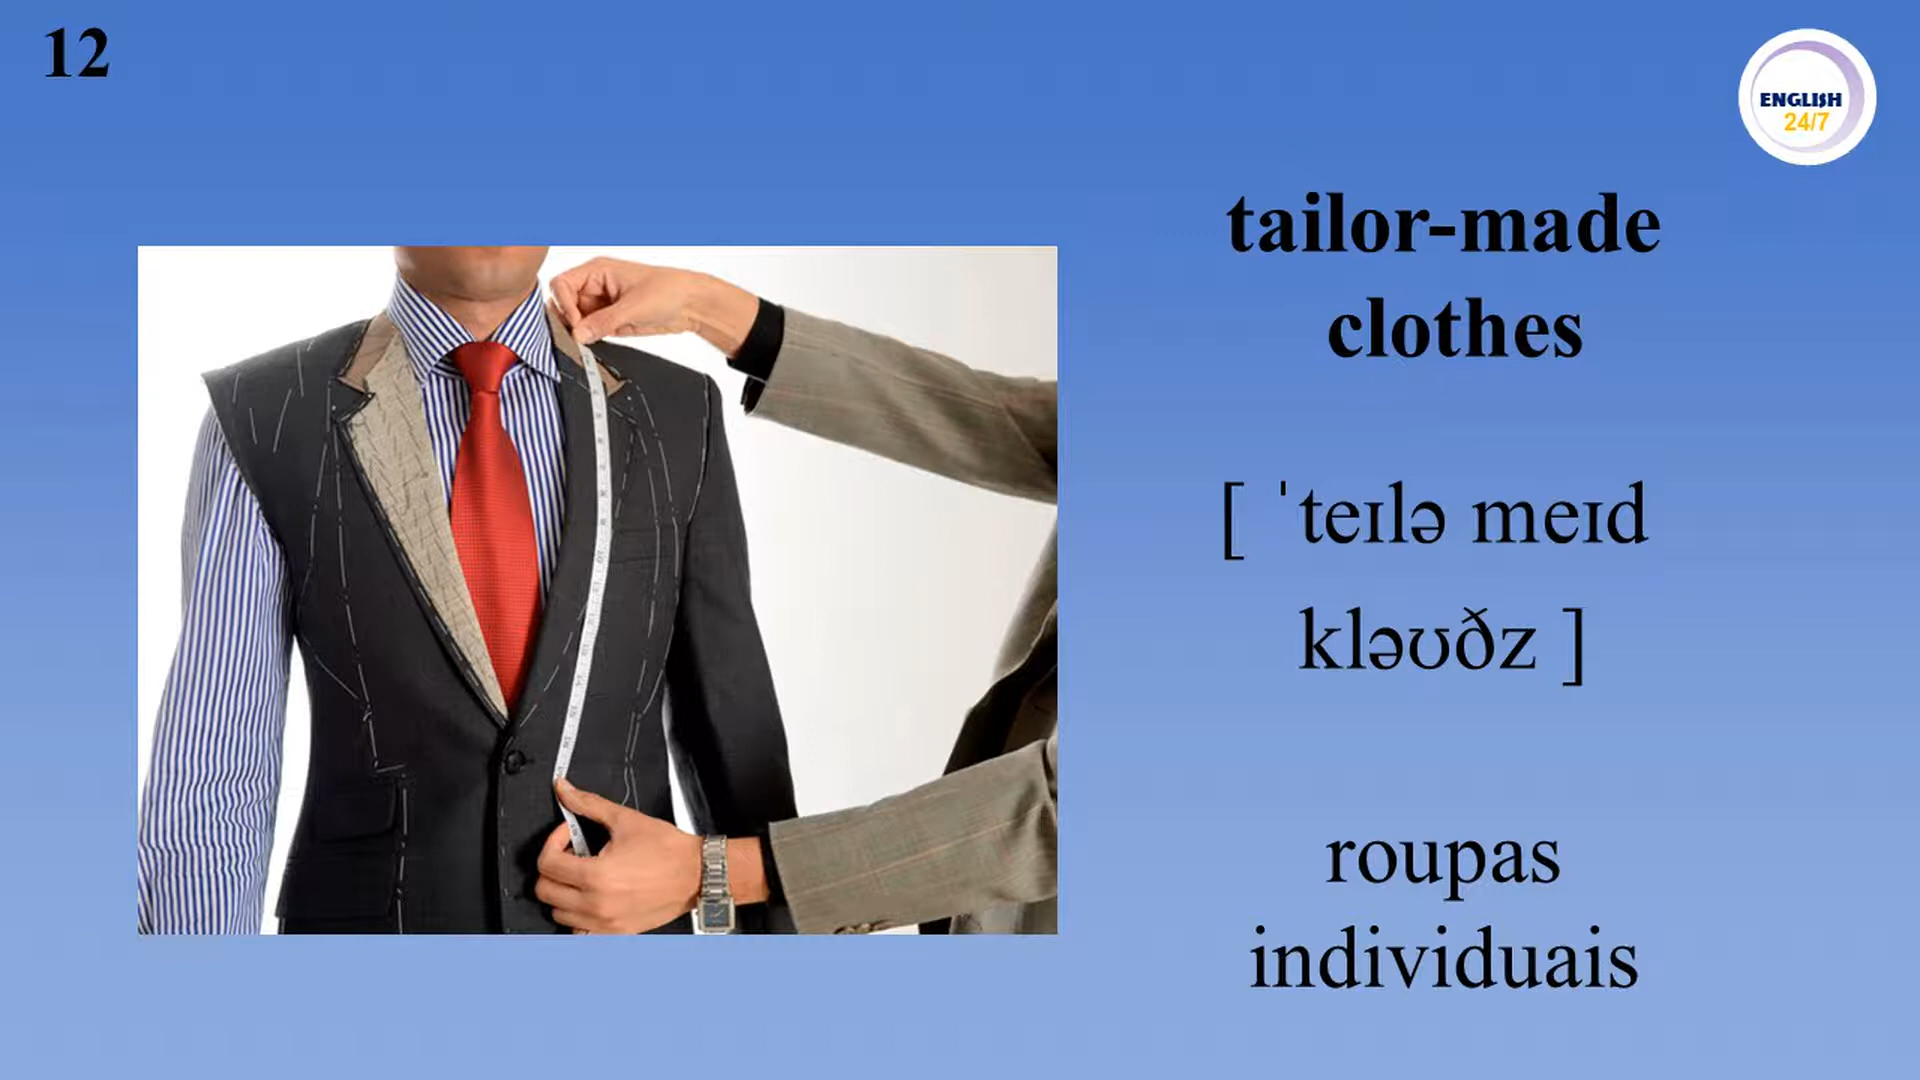 12
ENGLISH
24/7
tailor-made
clothes
[ ˈteɪlə meɪd
kləʊðz ]
roupas
individuais